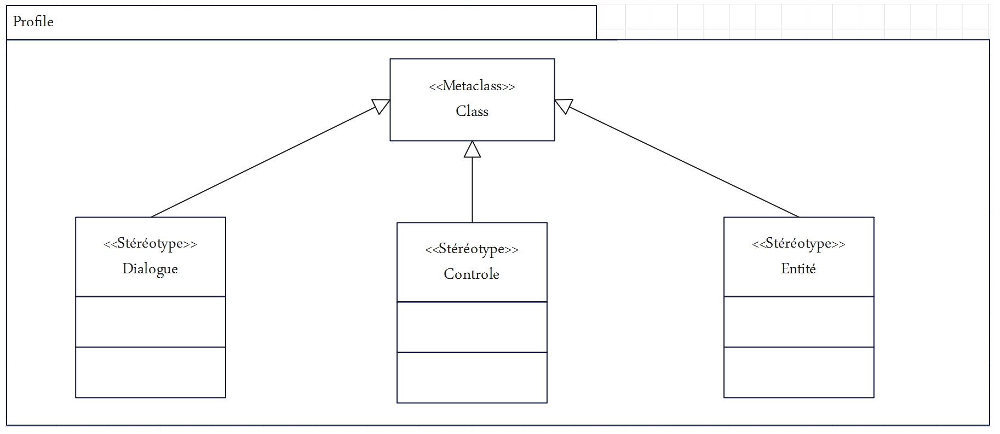 Profile
<<Metaclass>>
Class
<<Stéréotype>>
Dialogue
<<Stéréotype>>
Controle
<<Stéréotype>>
Entité